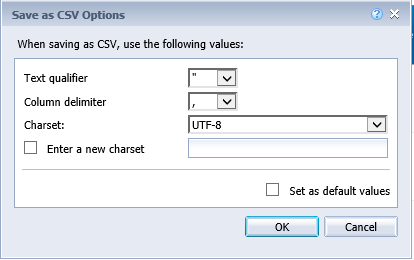 Save as CSV Options
When saving as CSV, use the following values:
Text qualifier "
Column delimiter ,
Charset: UTF-8
Enter a new charset
Set as default values
OK Cancel